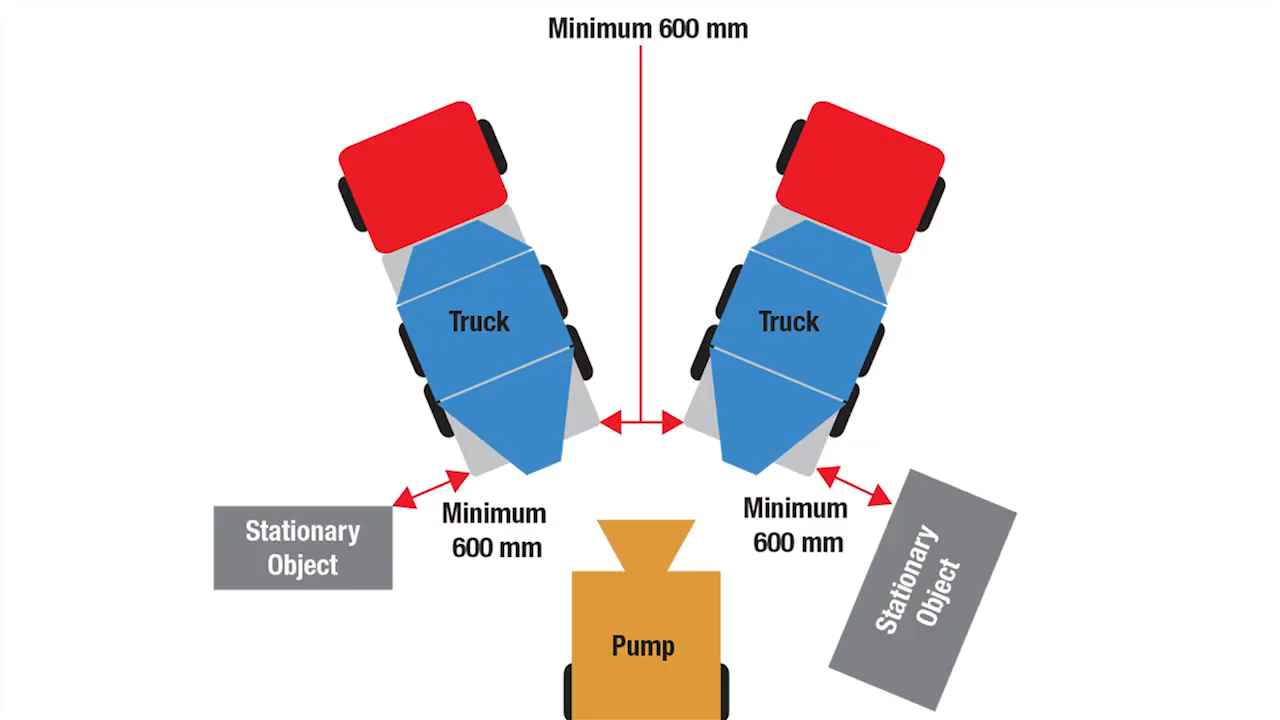 Minimum 600 mm
Truck
Truck
Minimum
600 mm
Minimum
600 mm
Stationary
Object
Stationary
Object
Pump